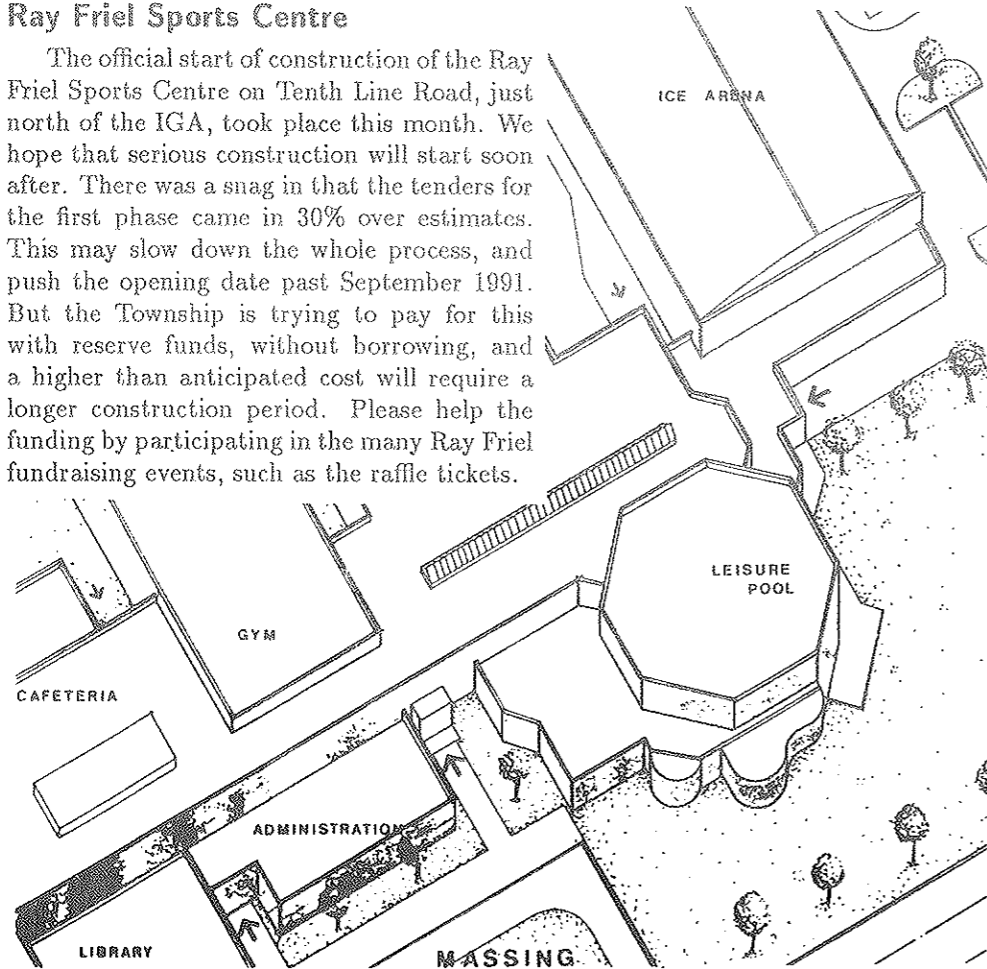 Ray Friel Sports Centre
The official start of construction of the Ray
Friel Sports Centre on Tenth Line Road, just
north of the IGA, took place this month. We
hope that serious construction will start soon
after. There was a snag in that the tenders for
the first phase came in 30% over estimates.
This may slow down the whole process, and
push the opening date past September 1991.
But the Township is trying to pay for this
with reserve funds, without borrowing, and
a higher than anticipated cost will require a
longer construction period. Please help the
funding by participating in the many Ray Friel
fundraising events, such as the raffle tickets.
ICE ARENA
LEISURE
POOL
GYM
CAFETERIA
ADMINISTRATION
LIBRARY
MASSING